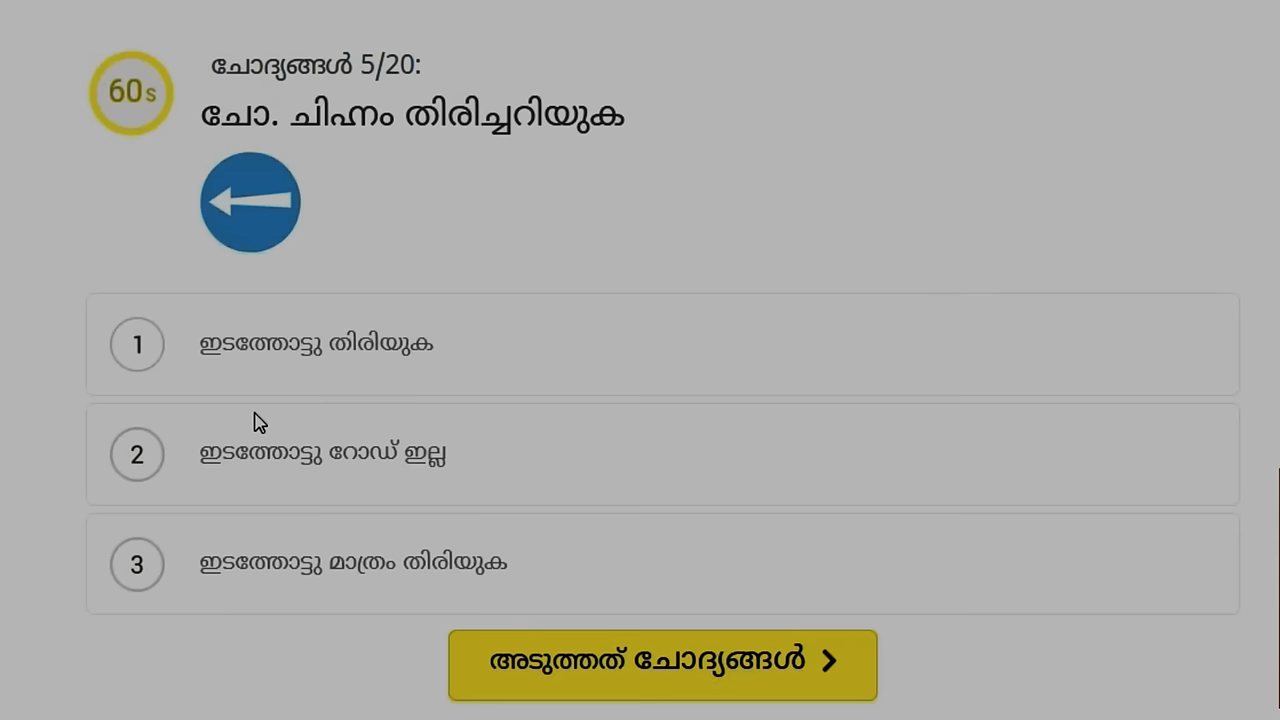 60s
ചോദ്യങ്ങൾ 5/20:
ചോ. ചിഹ്നം തിരിച്ചറിയുക
1 ഇടത്തോട്ടു തിരിയുക
2 ഇടത്തോട്ടു റോഡ് ഇല്ല
3 ഇടത്തോട്ടു മാത്രം തിരിയുക
അടുത്തത് ചോദ്യങ്ങൾ